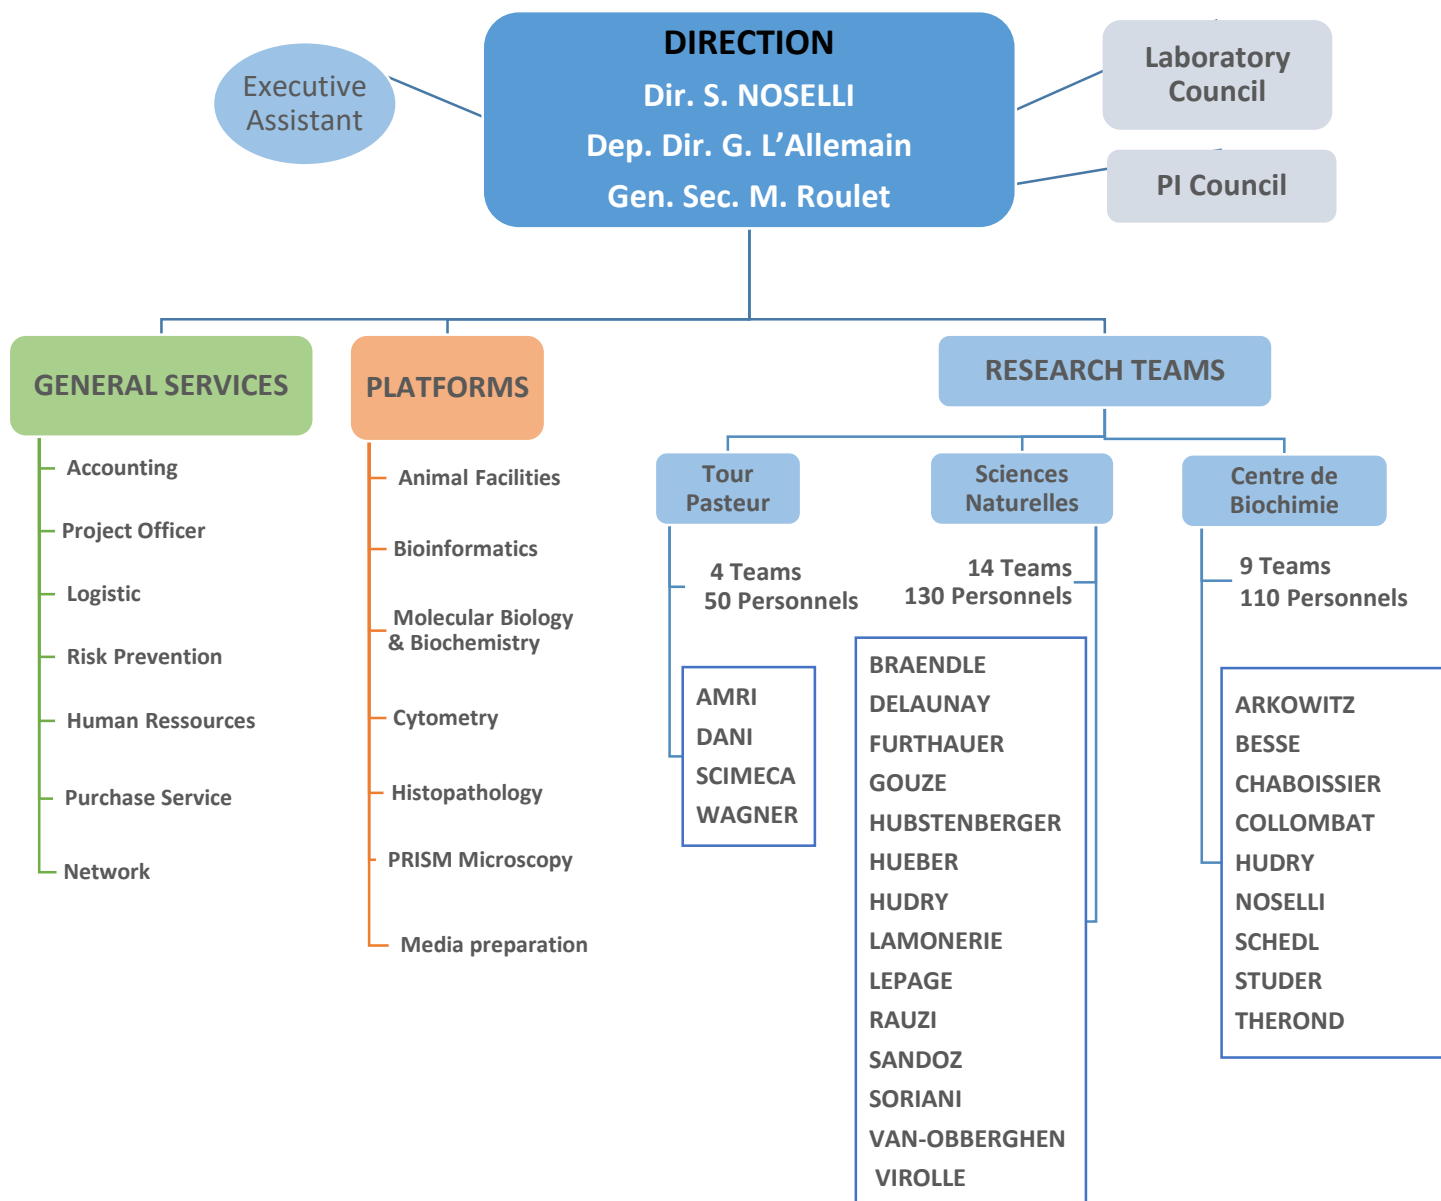 DIRECTION
Dir. S. NOSELLI
Dep. Dir. G. L’Allemain
Gen. Sec. M. Roulet
Executive
Assistant
Laboratory
Council
PI Council
GENERAL SERVICES
Accounting
Project Officer
Logistic
Risk Prevention
Human Ressources
Purchase Service
Network
PLATFORMS
Animal Facilities
Bioinformatics
Molecular Biology
& Biochemistry
Cytometry
Histopathology
PRISM Microscopy
Media preparation
RESEARCH TEAMS
Tour
Pasteur
4 Teams
50 Personnels
AMRI
DANI
SCIMECA
WAGNER
Sciences
Naturelles
14 Teams
130 Personnels
BRAENDLE
DELAUNAY
FURTHAUER
GOUZE
HUBSTENBERGER
HUEBER
HUDRY
LAMONERIE
LEPAGE
RAUZI
SANDOZ
SORIANI
VAN-OBBERGHEN
VIROLLE
Centre de
Biochimie
9 Teams
110 Personnels
ARKOWITZ
BESSE
CHABOISSIER
COLLOMBAT
HUDRY
NOSELLI
SCHEDL
STUDER
THEROND